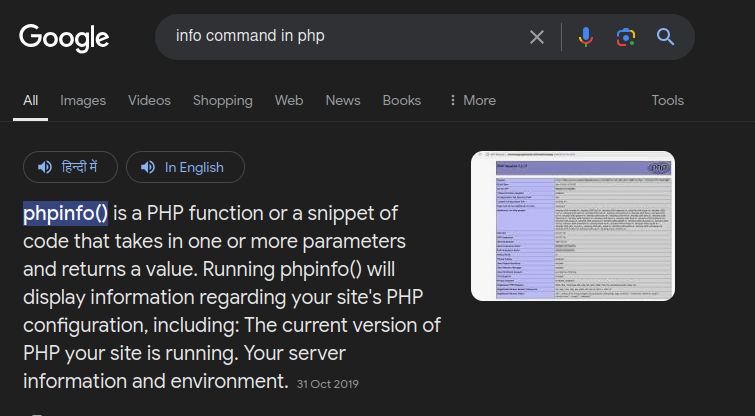 Google
info command in php
All Images Videos Shopping Web News Books More Tools
हिन्दी में In English
phpinfo() is a PHP function or a snippet of
code that takes in one or more parameters
and returns a value. Running phpinfo() will
display information regarding your site's PHP
configuration, including: The current version of
PHP your site is running. Your server
information and environment. 31 Oct 2019
php